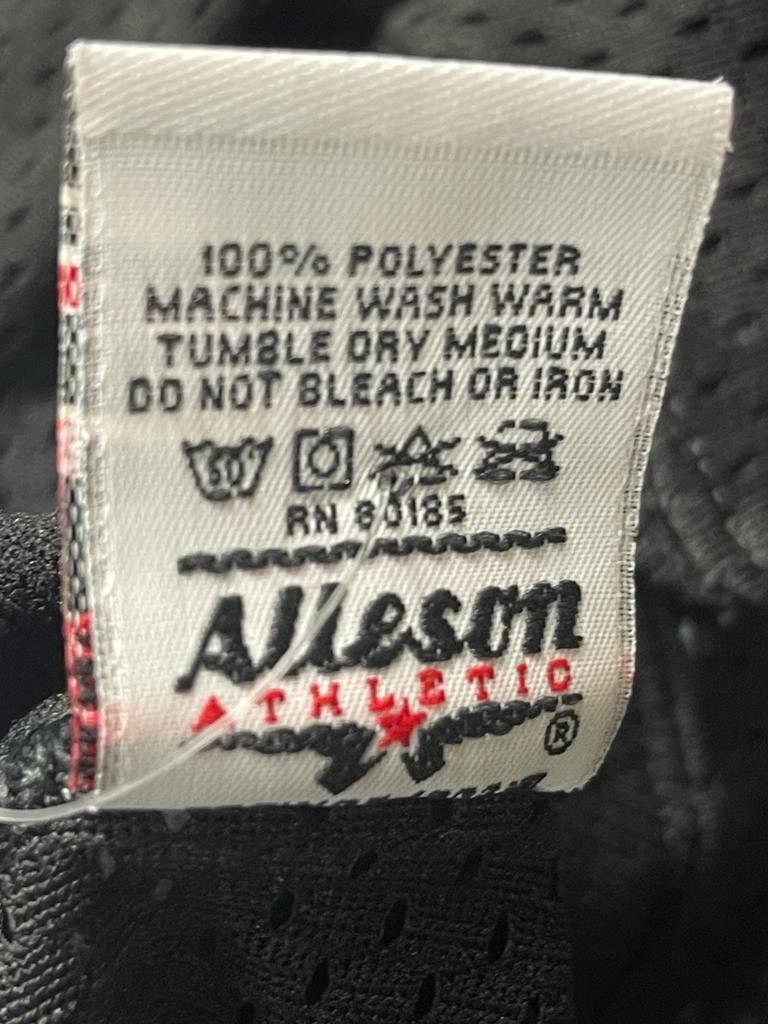 100% POLYESTER
MACHINE WASH WARM
TUMBLE DRY MEDIUM
DO NOT BLEACH OR IRON
50°
RN 80185
Alleson
ATHLETIC
®